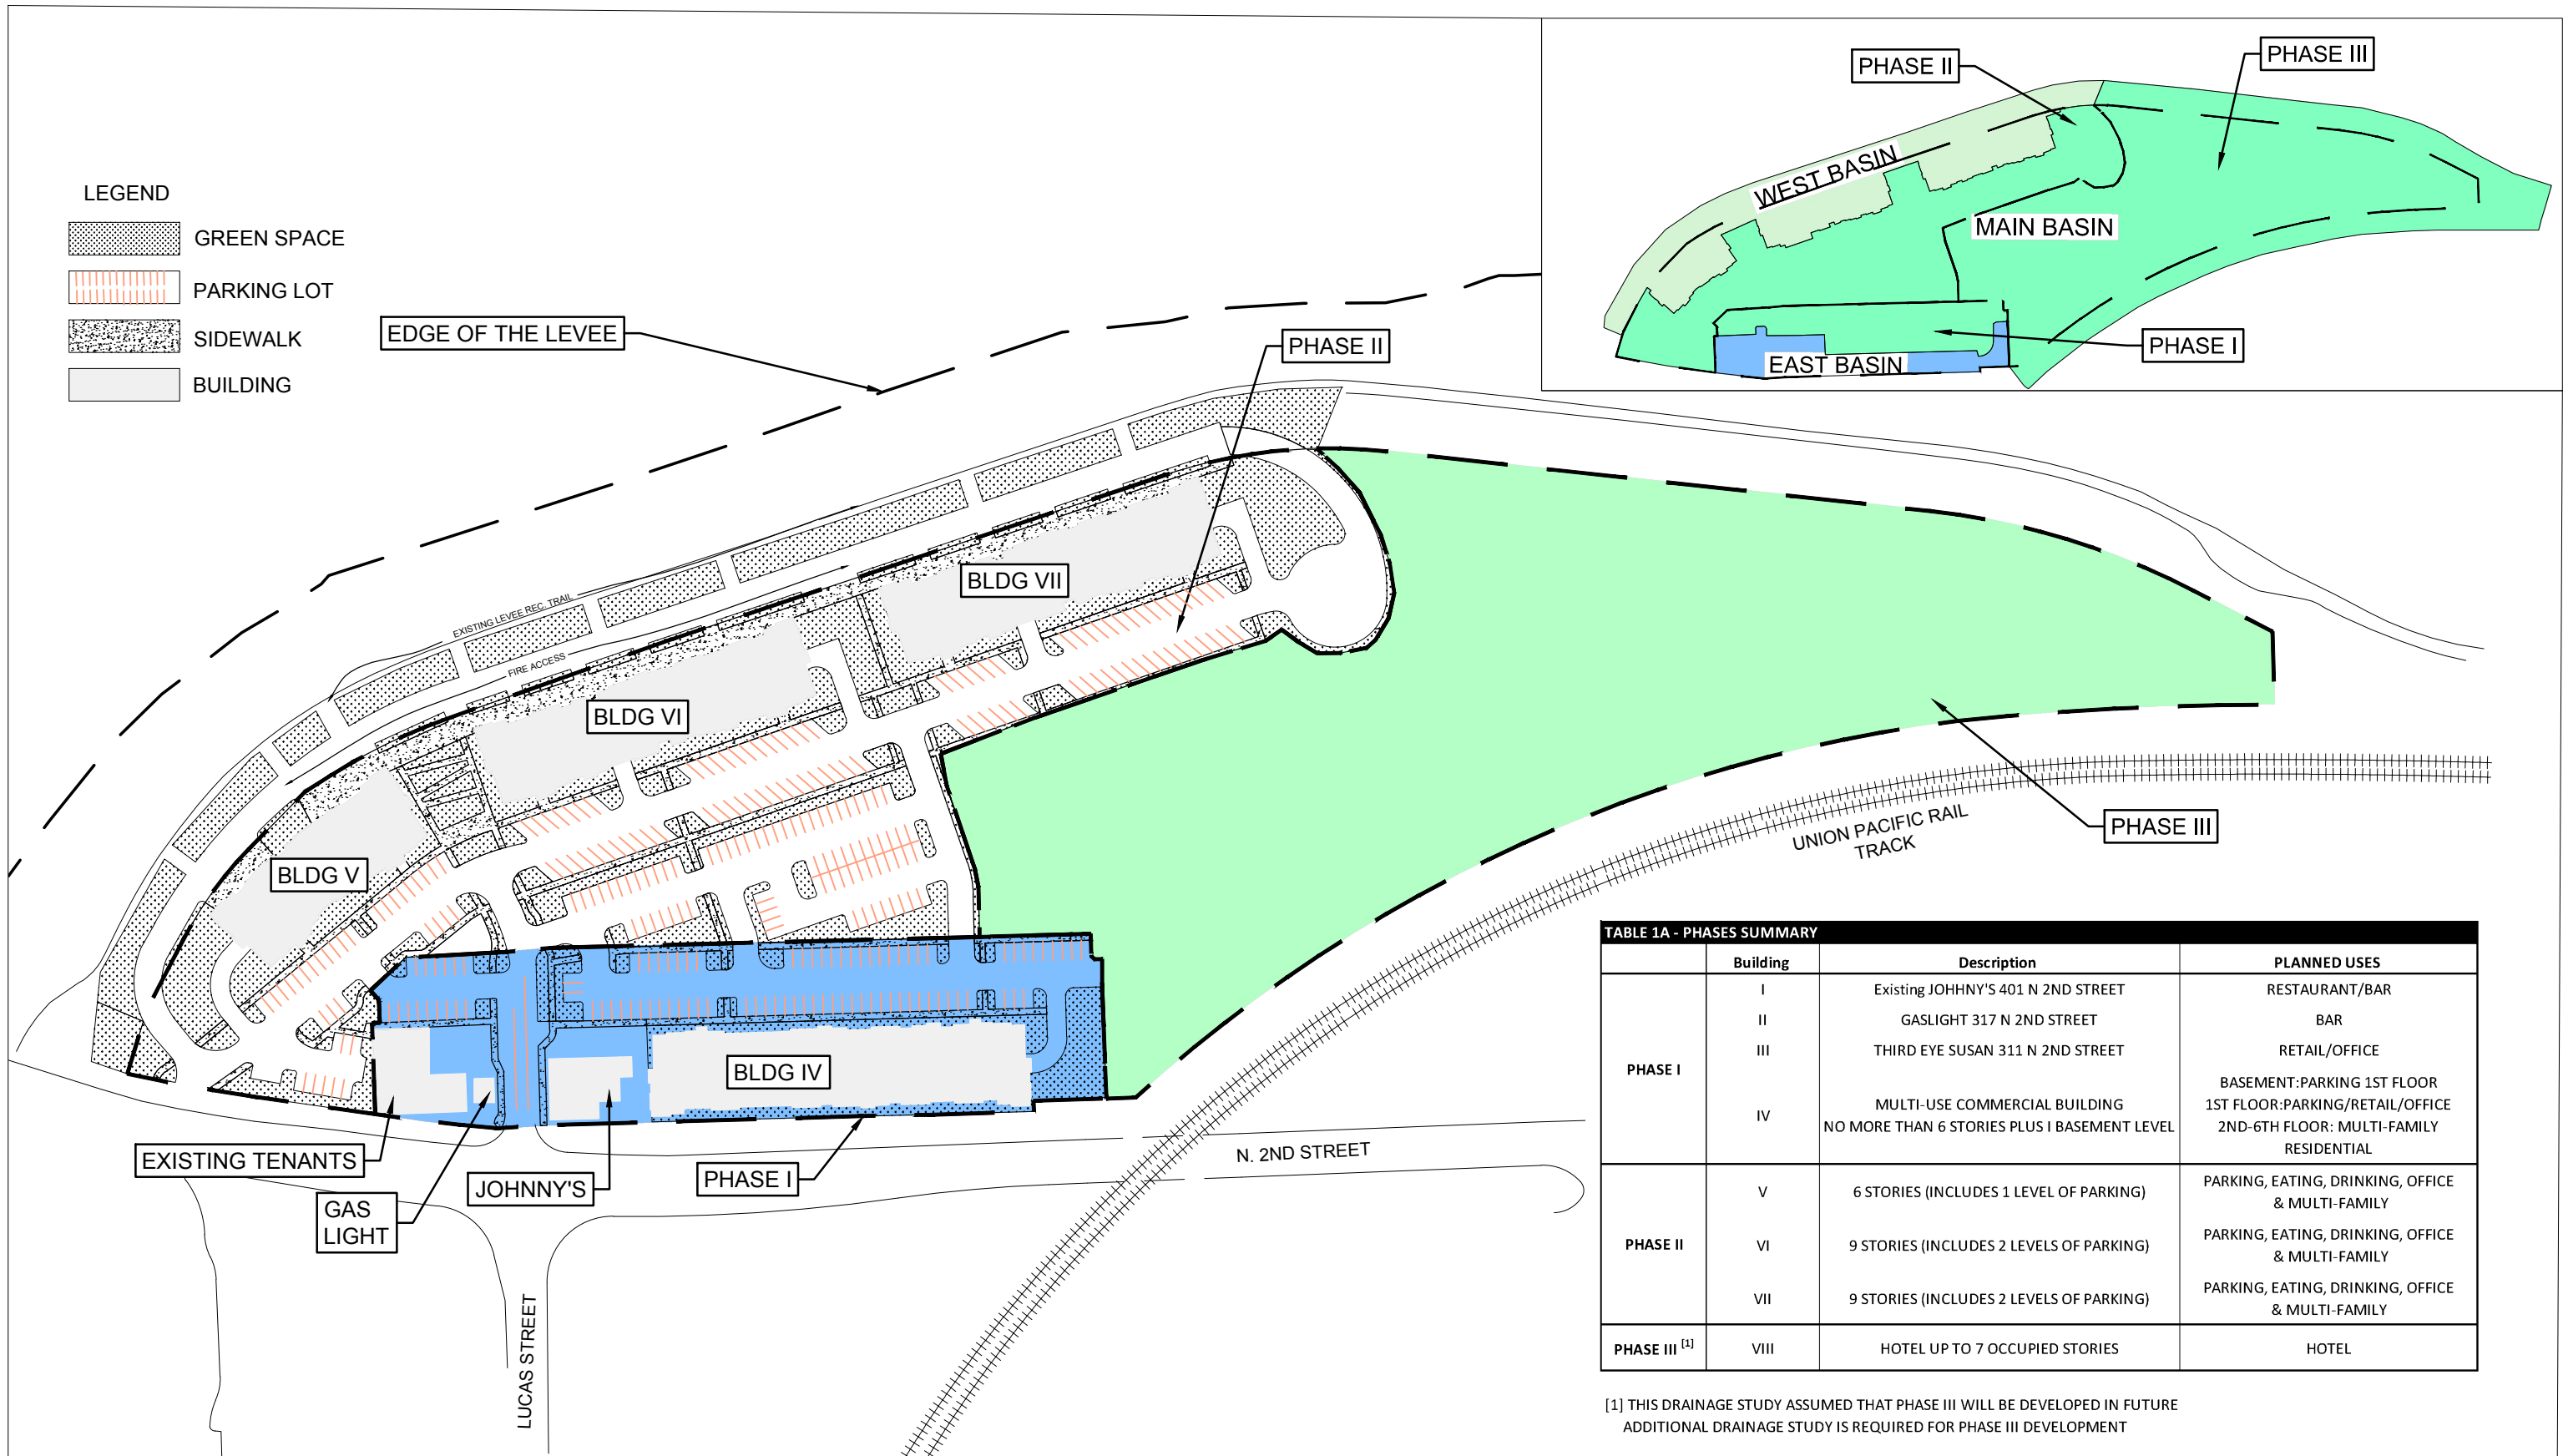 LEGEND
GREEN SPACE
PARKING LOT
SIDEWALK
BUILDING
EDGE OF THE LEVEE
PHASE II
PHASE II
PHASE III
WEST BASIN
MAIN BASIN
PHASE I
EAST BASIN
EXISTING LEVEE REC. TRAIL
FIRE ACCESS
BLDG VII
BLDG VI
BLDG V
BLDG IV
PHASE III
UNION PACIFIC RAIL
TRACK
EXISTING TENANTS
GAS
LIGHT
JOHNNY'S
PHASE I
N. 2ND STREET
LUCAS STREET
TABLE 1A - PHASES SUMMARY
Building Description PLANNED USES
PHASE I
I Existing JOHHNY'S 401 N 2ND STREET RESTAURANT/BAR
II GASLIGHT 317 N 2ND STREET BAR
III THIRD EYE SUSAN 311 N 2ND STREET RETAIL/OFFICE
IV
MULTI-USE COMMERCIAL BUILDING
NO MORE THAN 6 STORIES PLUS I BASEMENT LEVEL
BASEMENT:PARKING 1ST FLOOR
1ST FLOOR:PARKING/RETAIL/OFFICE
2ND-6TH FLOOR: MULTI-FAMILY
RESIDENTIAL
PHASE II
V 6 STORIES (INCLUDES 1 LEVEL OF PARKING) PARKING, EATING, DRINKING, OFFICE
& MULTI-FAMILY
VI 9 STORIES (INCLUDES 2 LEVELS OF PARKING) PARKING, EATING, DRINKING, OFFICE
& MULTI-FAMILY
VII 9 STORIES (INCLUDES 2 LEVELS OF PARKING) PARKING, EATING, DRINKING, OFFICE
& MULTI-FAMILY
PHASE III [1] VIII HOTEL UP TO 7 OCCUPIED STORIES HOTEL
[1] THIS DRAINAGE STUDY ASSUMED THAT PHASE III WILL BE DEVELOPED IN FUTURE
ADDITIONAL DRAINAGE STUDY IS REQUIRED FOR PHASE III DEVELOPMENT